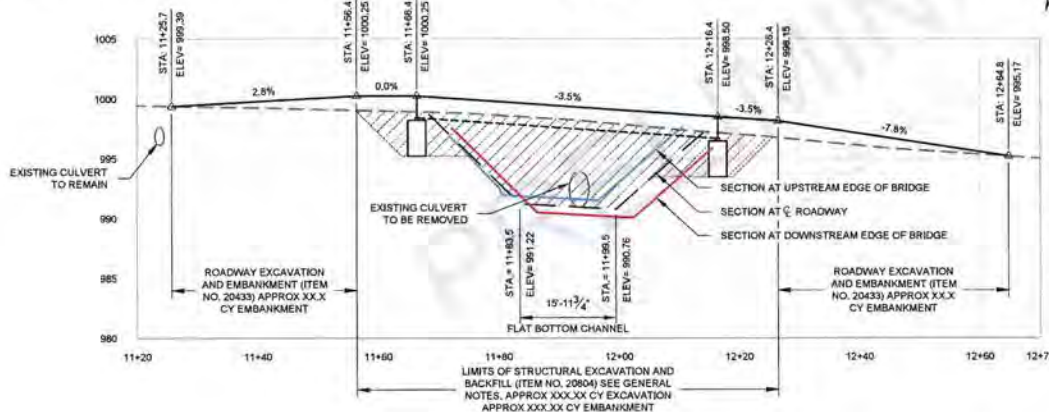 STA: 11+25.7
ELEV= 999.39
STA: 11+56.4
ELEV= 1000.25
STA: 11+66.4
ELEV= 1000.25
STA: 12+16.4
ELEV= 998.50
STA: 12+26.4
ELEV= 998.15
STA: 12+64.8
ELEV= 995.17
1005
2.8%
0.0%
-3.5%
-3.5%
-7.8%
1000
995
EXISTING CULVERT
TO REMAIN
EXISTING CULVERT
TO BE REMOVED
SECTION AT UPSTREAM EDGE OF BRIDGE
SECTION AT ℄ ROADWAY
SECTION AT DOWNSTREAM EDGE OF BRIDGE
990
STA.= 11+83.5
ELEV= 991.22
STA.= 11+99.5
ELEV= 990.76
ROADWAY EXCAVATION
AND EMBANKMENT (ITEM
NO. 20433) APPROX XX.X
CY EMBANKMENT
985
15'-11 3/4"
FLAT BOTTOM CHANNEL
ROADWAY EXCAVATION
AND EMBANKMENT (ITEM
NO. 20433) APPROX XX.X
CY EMBANKMENT
980
11+20
11+40
11+60
11+80
12+00
12+20
12+40
12+60
12+7
LIMITS OF STRUCTURAL EXCAVATION AND
BACKFILL (ITEM NO. 20804) SEE GENERAL
NOTES. APPROX XXX.XX CY EXCAVATION
APPROX XXX.XX CY EMBANKMENT